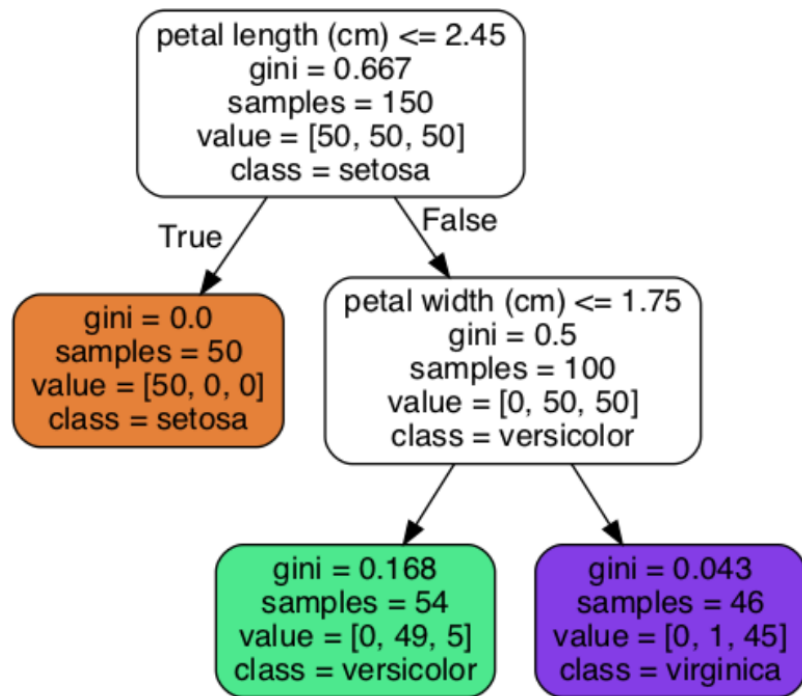 petal length (cm) <= 2.45
gini = 0.667
samples = 150
value = [50, 50, 50]
class = setosa
True
False
gini = 0.0
samples = 50
value = [50, 0, 0]
class = setosa
petal width (cm) <= 1.75
gini = 0.5
samples = 100
value = [0, 50, 50]
class = versicolor
gini = 0.168
samples = 54
value = [0, 49, 5]
class = versicolor
gini = 0.043
samples = 46
value = [0, 1, 45]
class = virginica